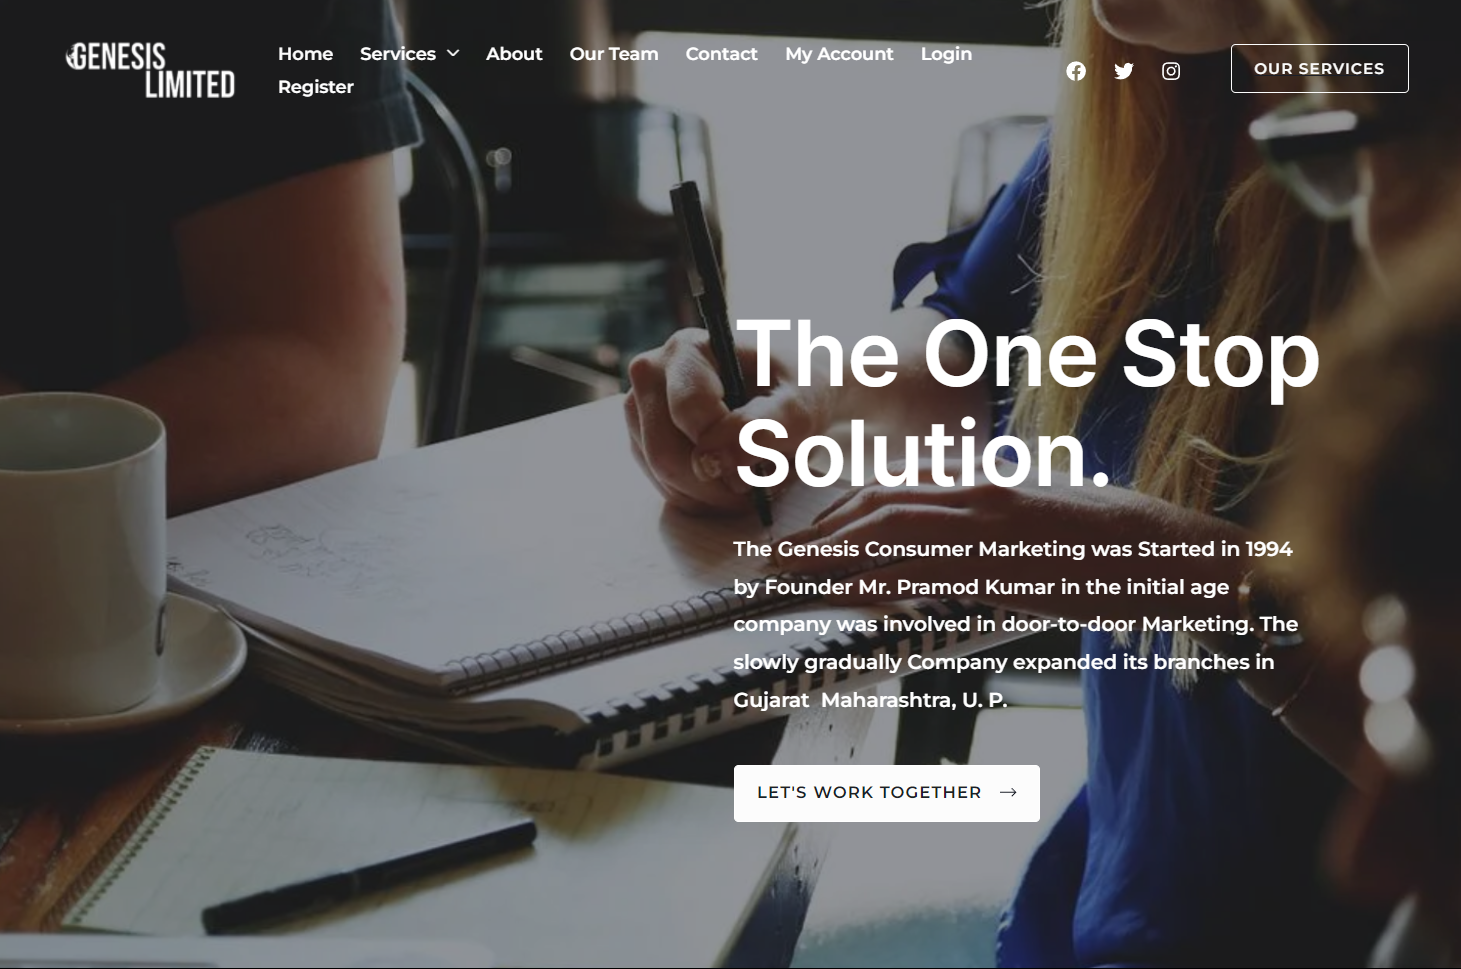 GENESIS
LIMITED
Home Services About Our Team Contact My Account Login
Register
OUR SERVICES
The One Stop
Solution.
The Genesis Consumer Marketing was Started in 1994
by Founder Mr. Pramod Kumar in the initial age
company was involved in door-to-door Marketing. The
slowly gradually Company expanded its branches in
Gujarat  Maharashtra, U. P.
LET'S WORK TOGETHER